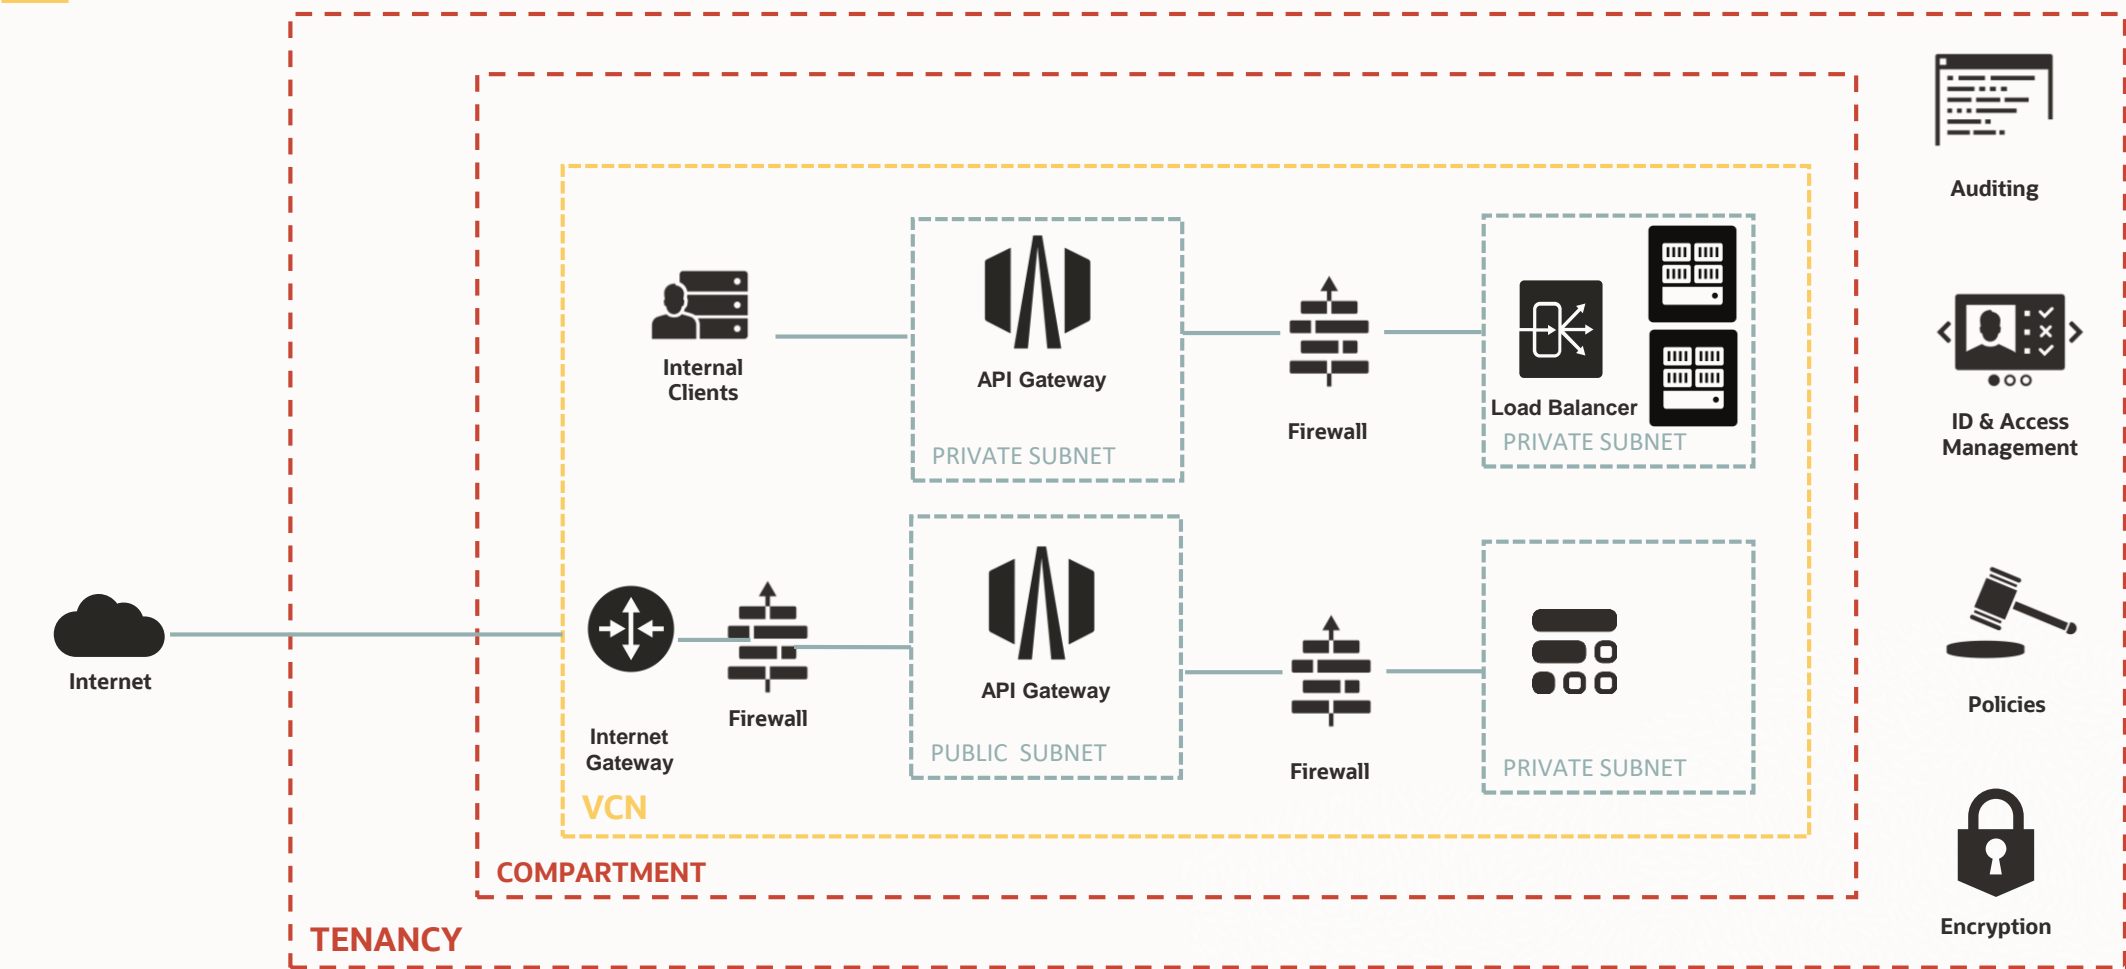 Auditing
Internal
Clients
API Gateway
PRIVATE SUBNET
Firewall
Load Balancer
PRIVATE SUBNET
ID & Access
Management
Internet
Internet
Gateway
Firewall
API Gateway
PUBLIC SUBNET
Firewall
PRIVATE SUBNET
Policies
VCN
COMPARTMENT
TENANCY
Encryption